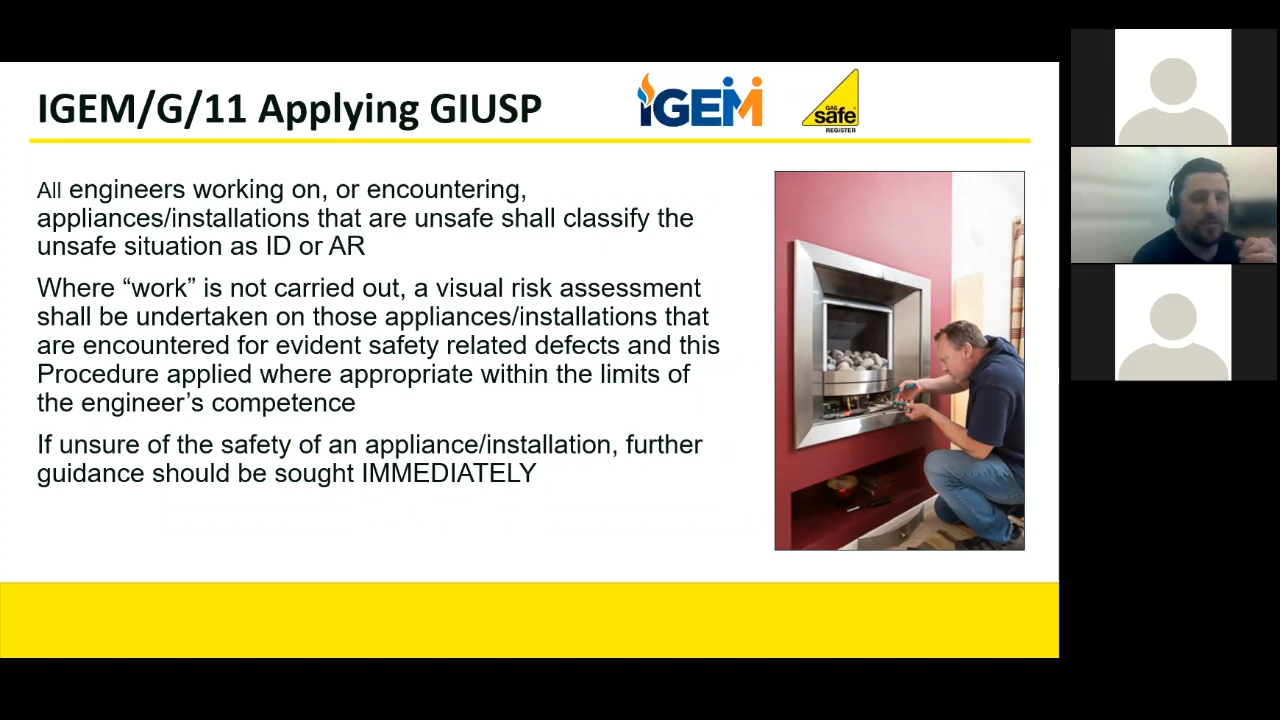 IGEM/G/11 Applying GIUSP
IGEM
GAS
safe
REGISTER
All engineers working on, or encountering,
appliances/installations that are unsafe shall classify the
unsafe situation as ID or AR
Where “work” is not carried out, a visual risk assessment
shall be undertaken on those appliances/installations that
are encountered for evident safety related defects and this
Procedure applied where appropriate within the limits of
the engineer’s competence
If unsure of the safety of an appliance/installation, further
guidance should be sought IMMEDIATELY